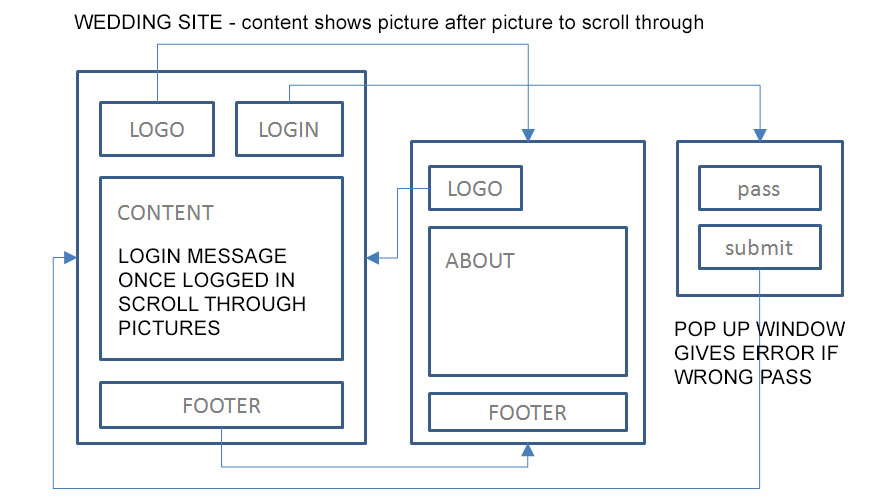 WEDDING SITE - content shows picture after picture to scroll through
LOGO
LOGIN
CONTENT
LOGIN MESSAGE
ONCE LOGGED IN
SCROLL THROUGH
PICTURES
FOOTER
LOGO
ABOUT
FOOTER
pass
submit
POP UP WINDOW
GIVES ERROR IF
WRONG PASS